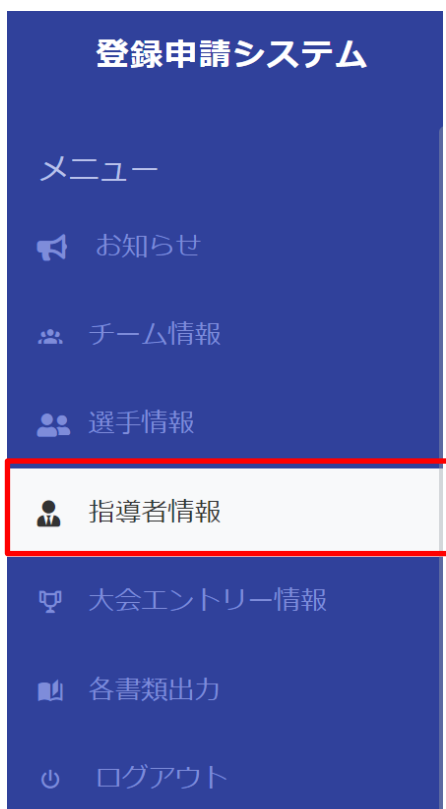 登録申請システム
メニュー
お知らせ
チーム情報
選手情報
指導者情報
大会エントリー情報
各書類出力
ログアウト